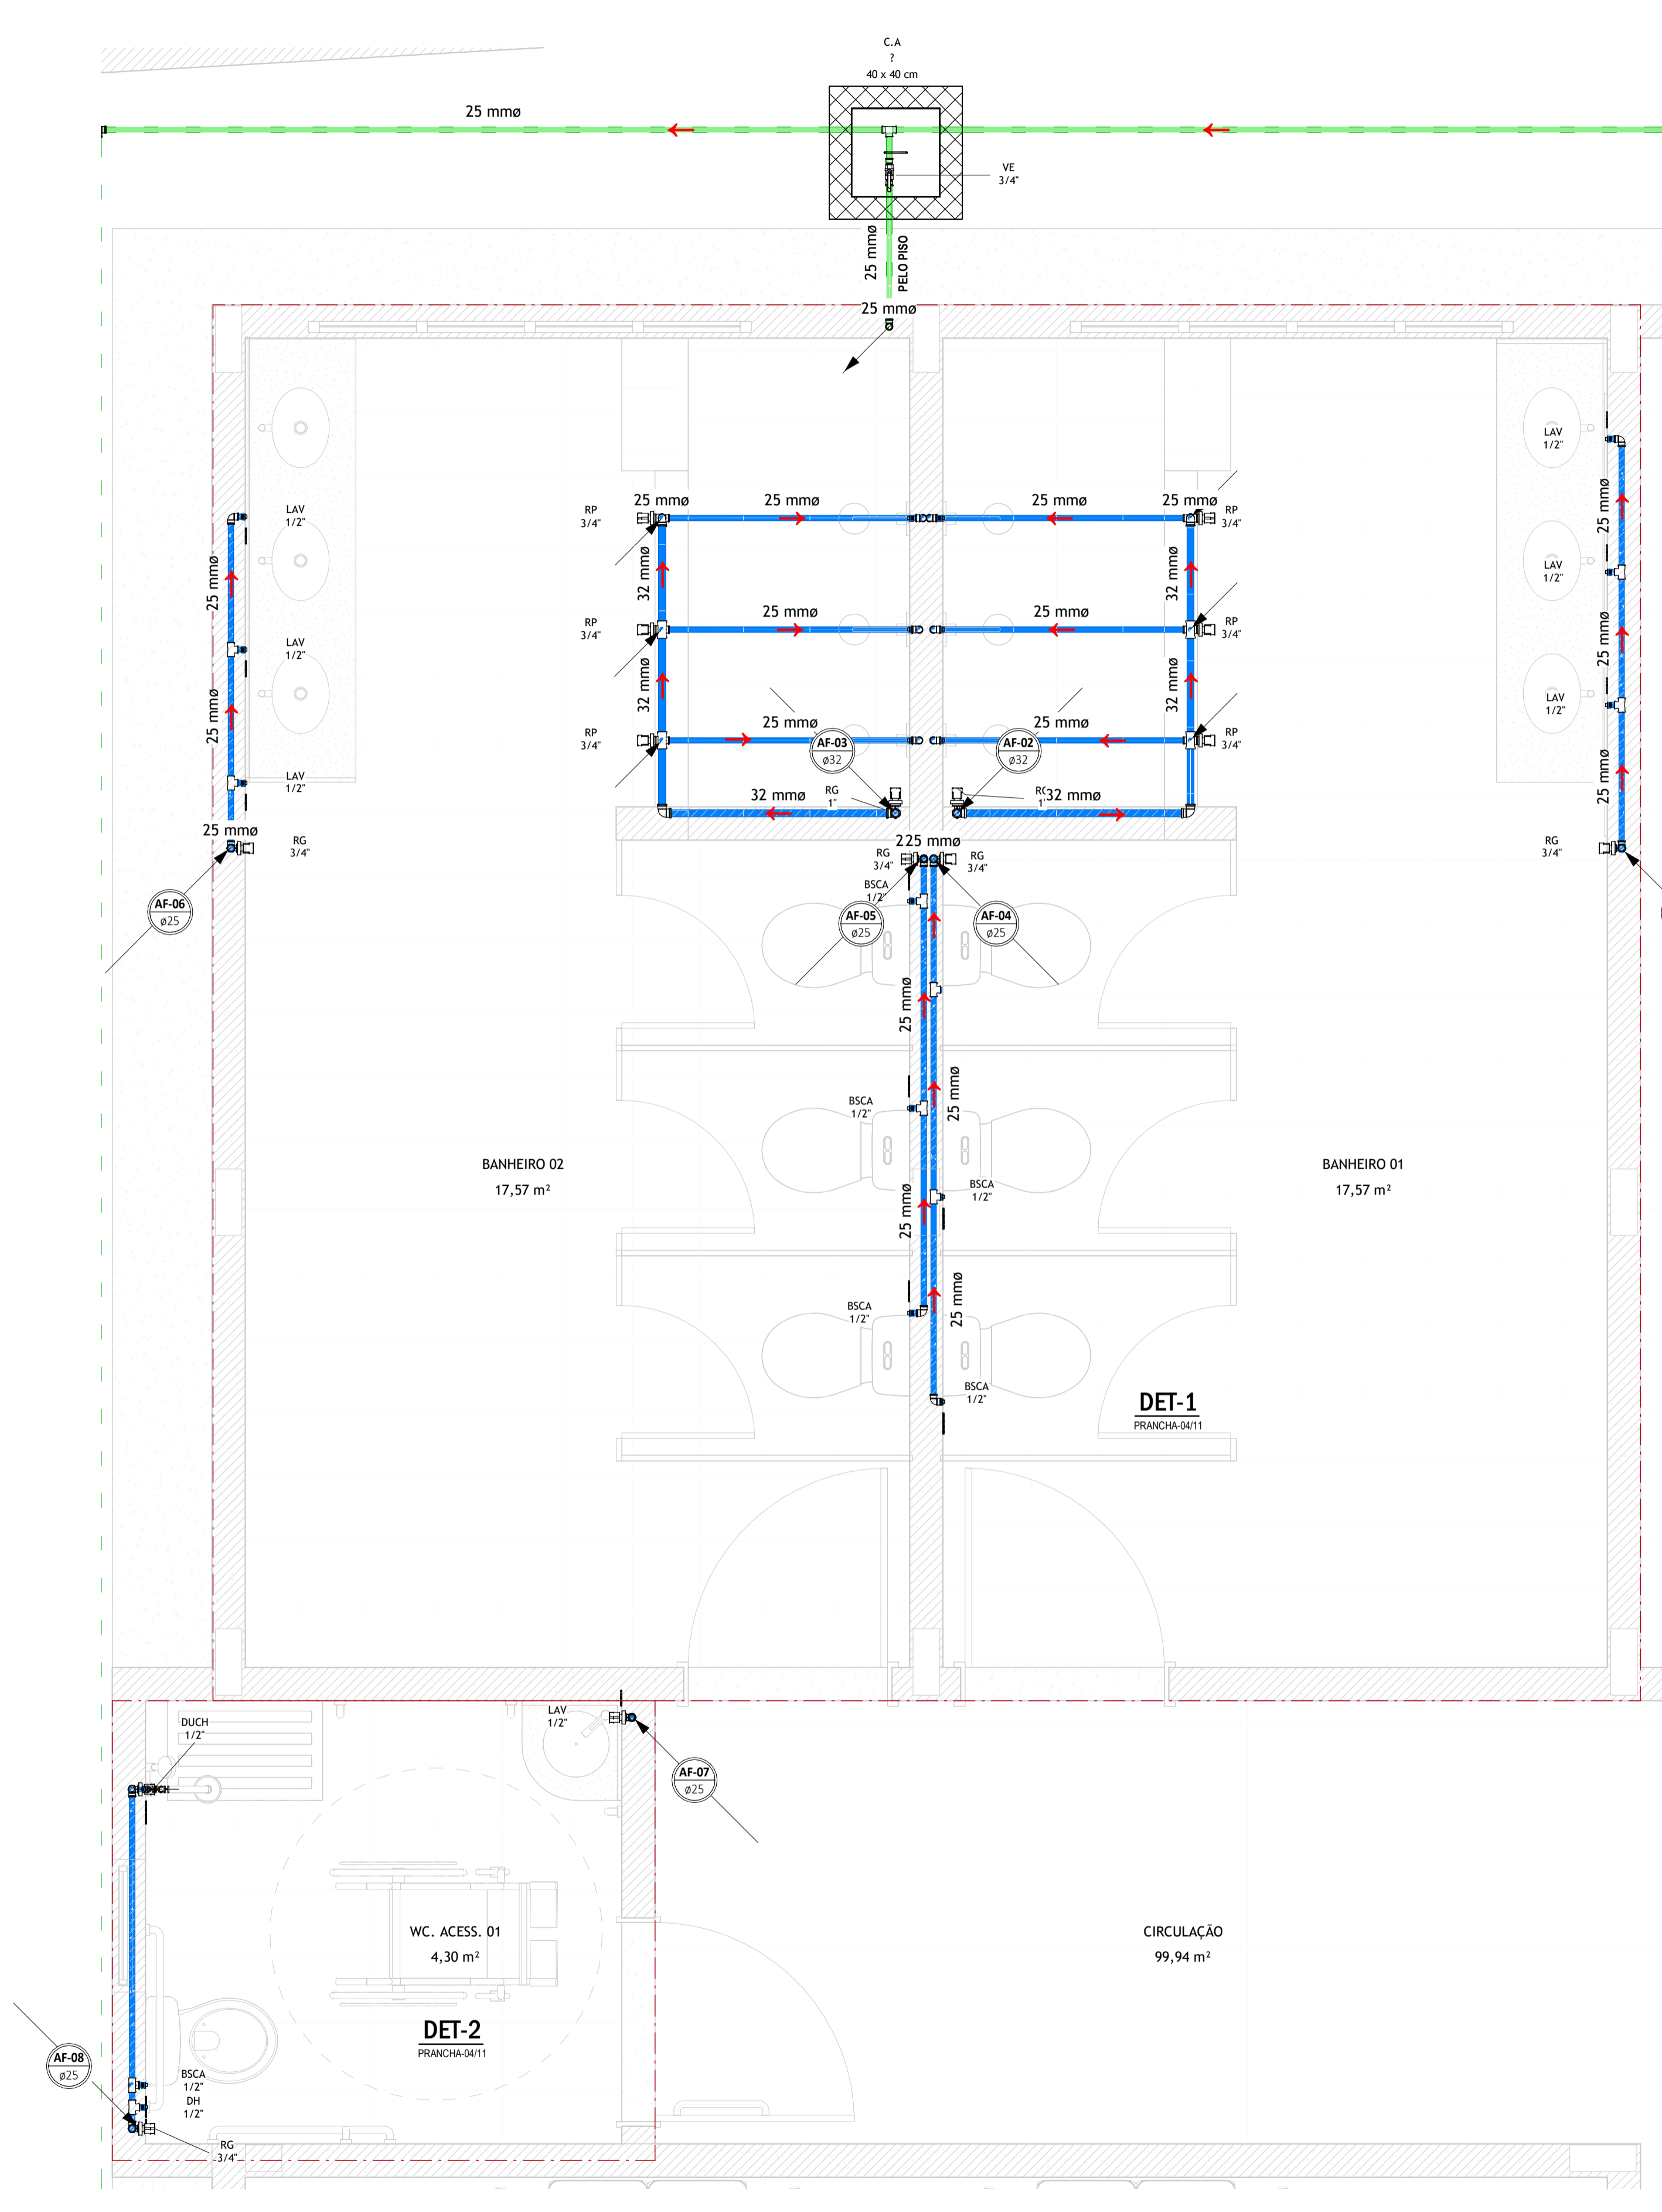 C.A
?
40 x 40 cm
25 mmø
VE
3/4"
25 mmø
PELO PISO
25 mmø
LAV
1/2"
25 mmø
25 mmø
25 mmø
25 mmø
RP
3/4"
RP
3/4"
LAV
1/2"
25 mmø
25 mmø
32 mmø
32 mmø
LAV
1/2"
25 mmø
25 mmø
RP
3/4"
RP
3/4"
LAV
1/2"
25 mmø
25 mmø
32 mmø
32 mmø
LAV
1/2"
25 mmø
25 mmø
RP
3/4"
RP
3/4"
AF-03
ø32
AF-02
ø32
LAV
1/2"
25 mmø
RG
1"
32 mmø
32 mmø
25 mmø
RG
3/4"
225 mmø
RG
3/4"
RG
3/4"
RG
3/4"
BSCA
1/2"
AF-06
ø25
AF-05
ø25
AF-04
ø25
25 mmø
25 mmø
BSCA
1/2"
BANHEIRO 02
17,57 m²
BANHEIRO 01
17,57 m²
BSCA
1/2"
25 mmø
25 mmø
BSCA
1/2"
BSCA
1/2"
DET-1
PRANCHA-04/11
LAV
1/2"
DUCH
1/2"
AF-07
ø25
WC. ACESS. 01
4,30 m²
CIRCULAÇÃO
99,94 m²
DET-2
PRANCHA-04/11
AF-08
ø25
BSCA
1/2"
DH
1/2"
RG
3/4"